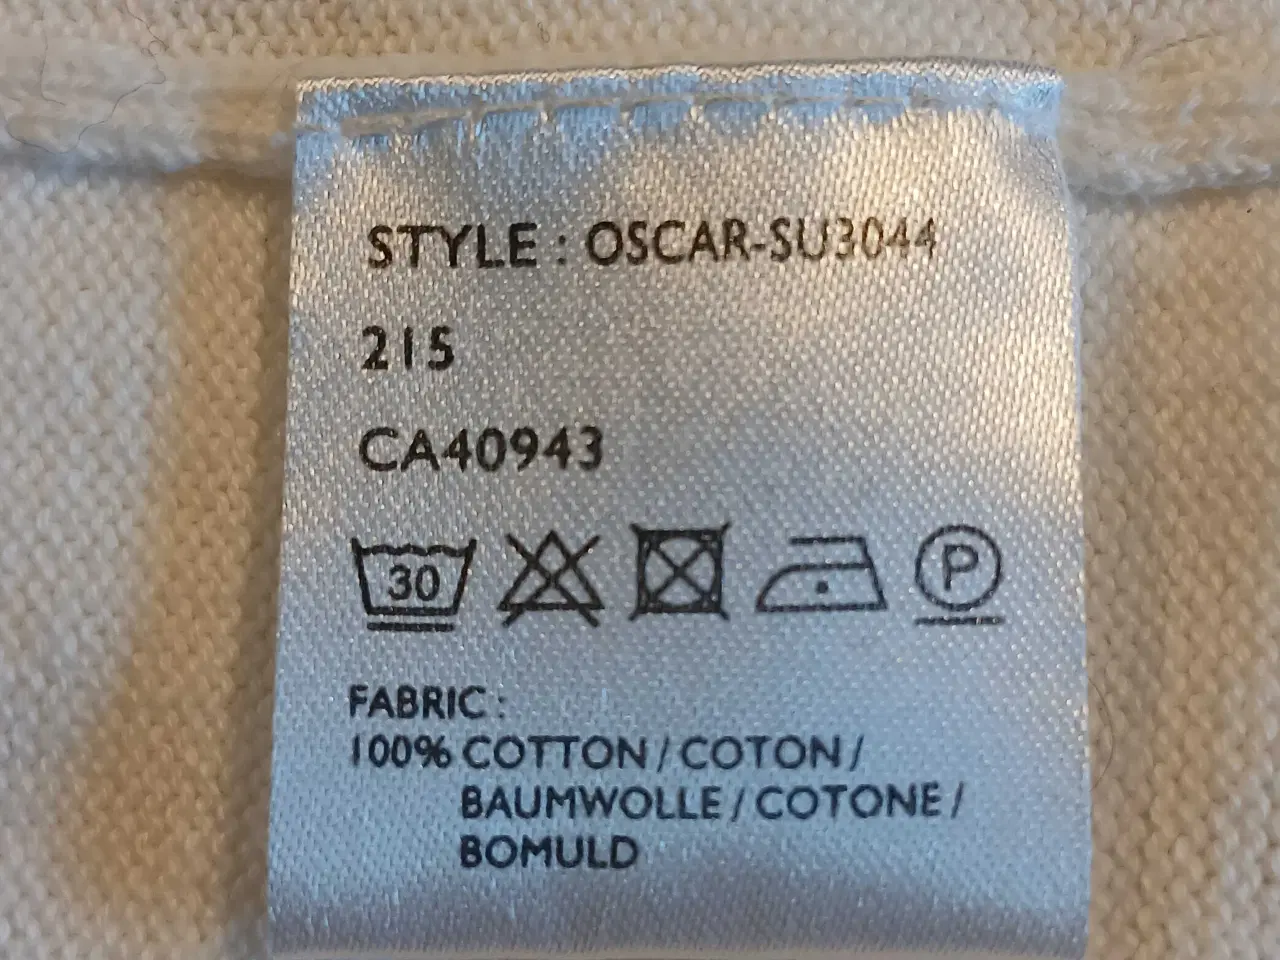 STYLE : OSCAR-SU3044
215
CA40943
30 P
FABRIC :
100% COTTON / COTON /
BAUMWOLLE / COTONE /
BOMULD